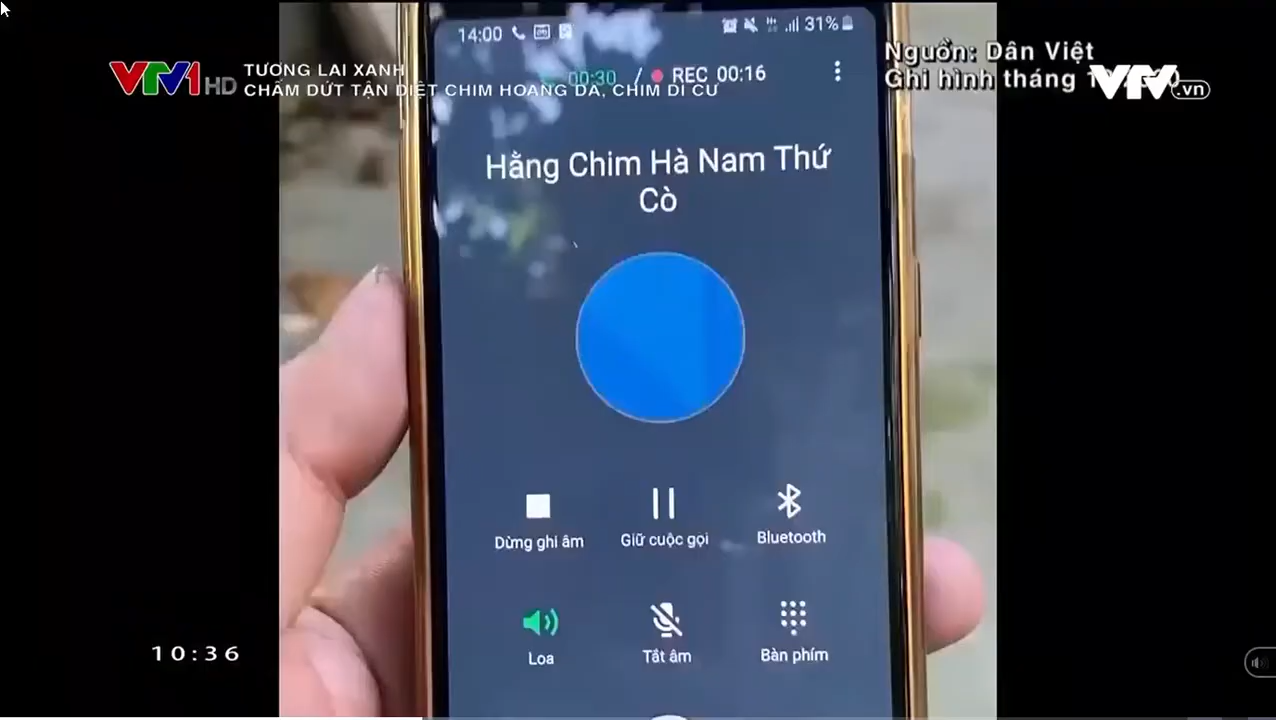 14:00
31%
VTV1 HD
TƯƠNG LAI XANH
CHẤM DỨT TẬN DIỆT CHIM HOANG DÃ, CHIM DI CƯ
00:30 / REC 00:16
Nguồn: Dân Việt
Ghi hình tháng
VTV.vn
Hằng Chim Hà Nam Thứ
Cò
Dừng ghi âm
Giữ cuộc gọi
Bluetooth
Loa
Tắt âm
Bàn phím
10:36